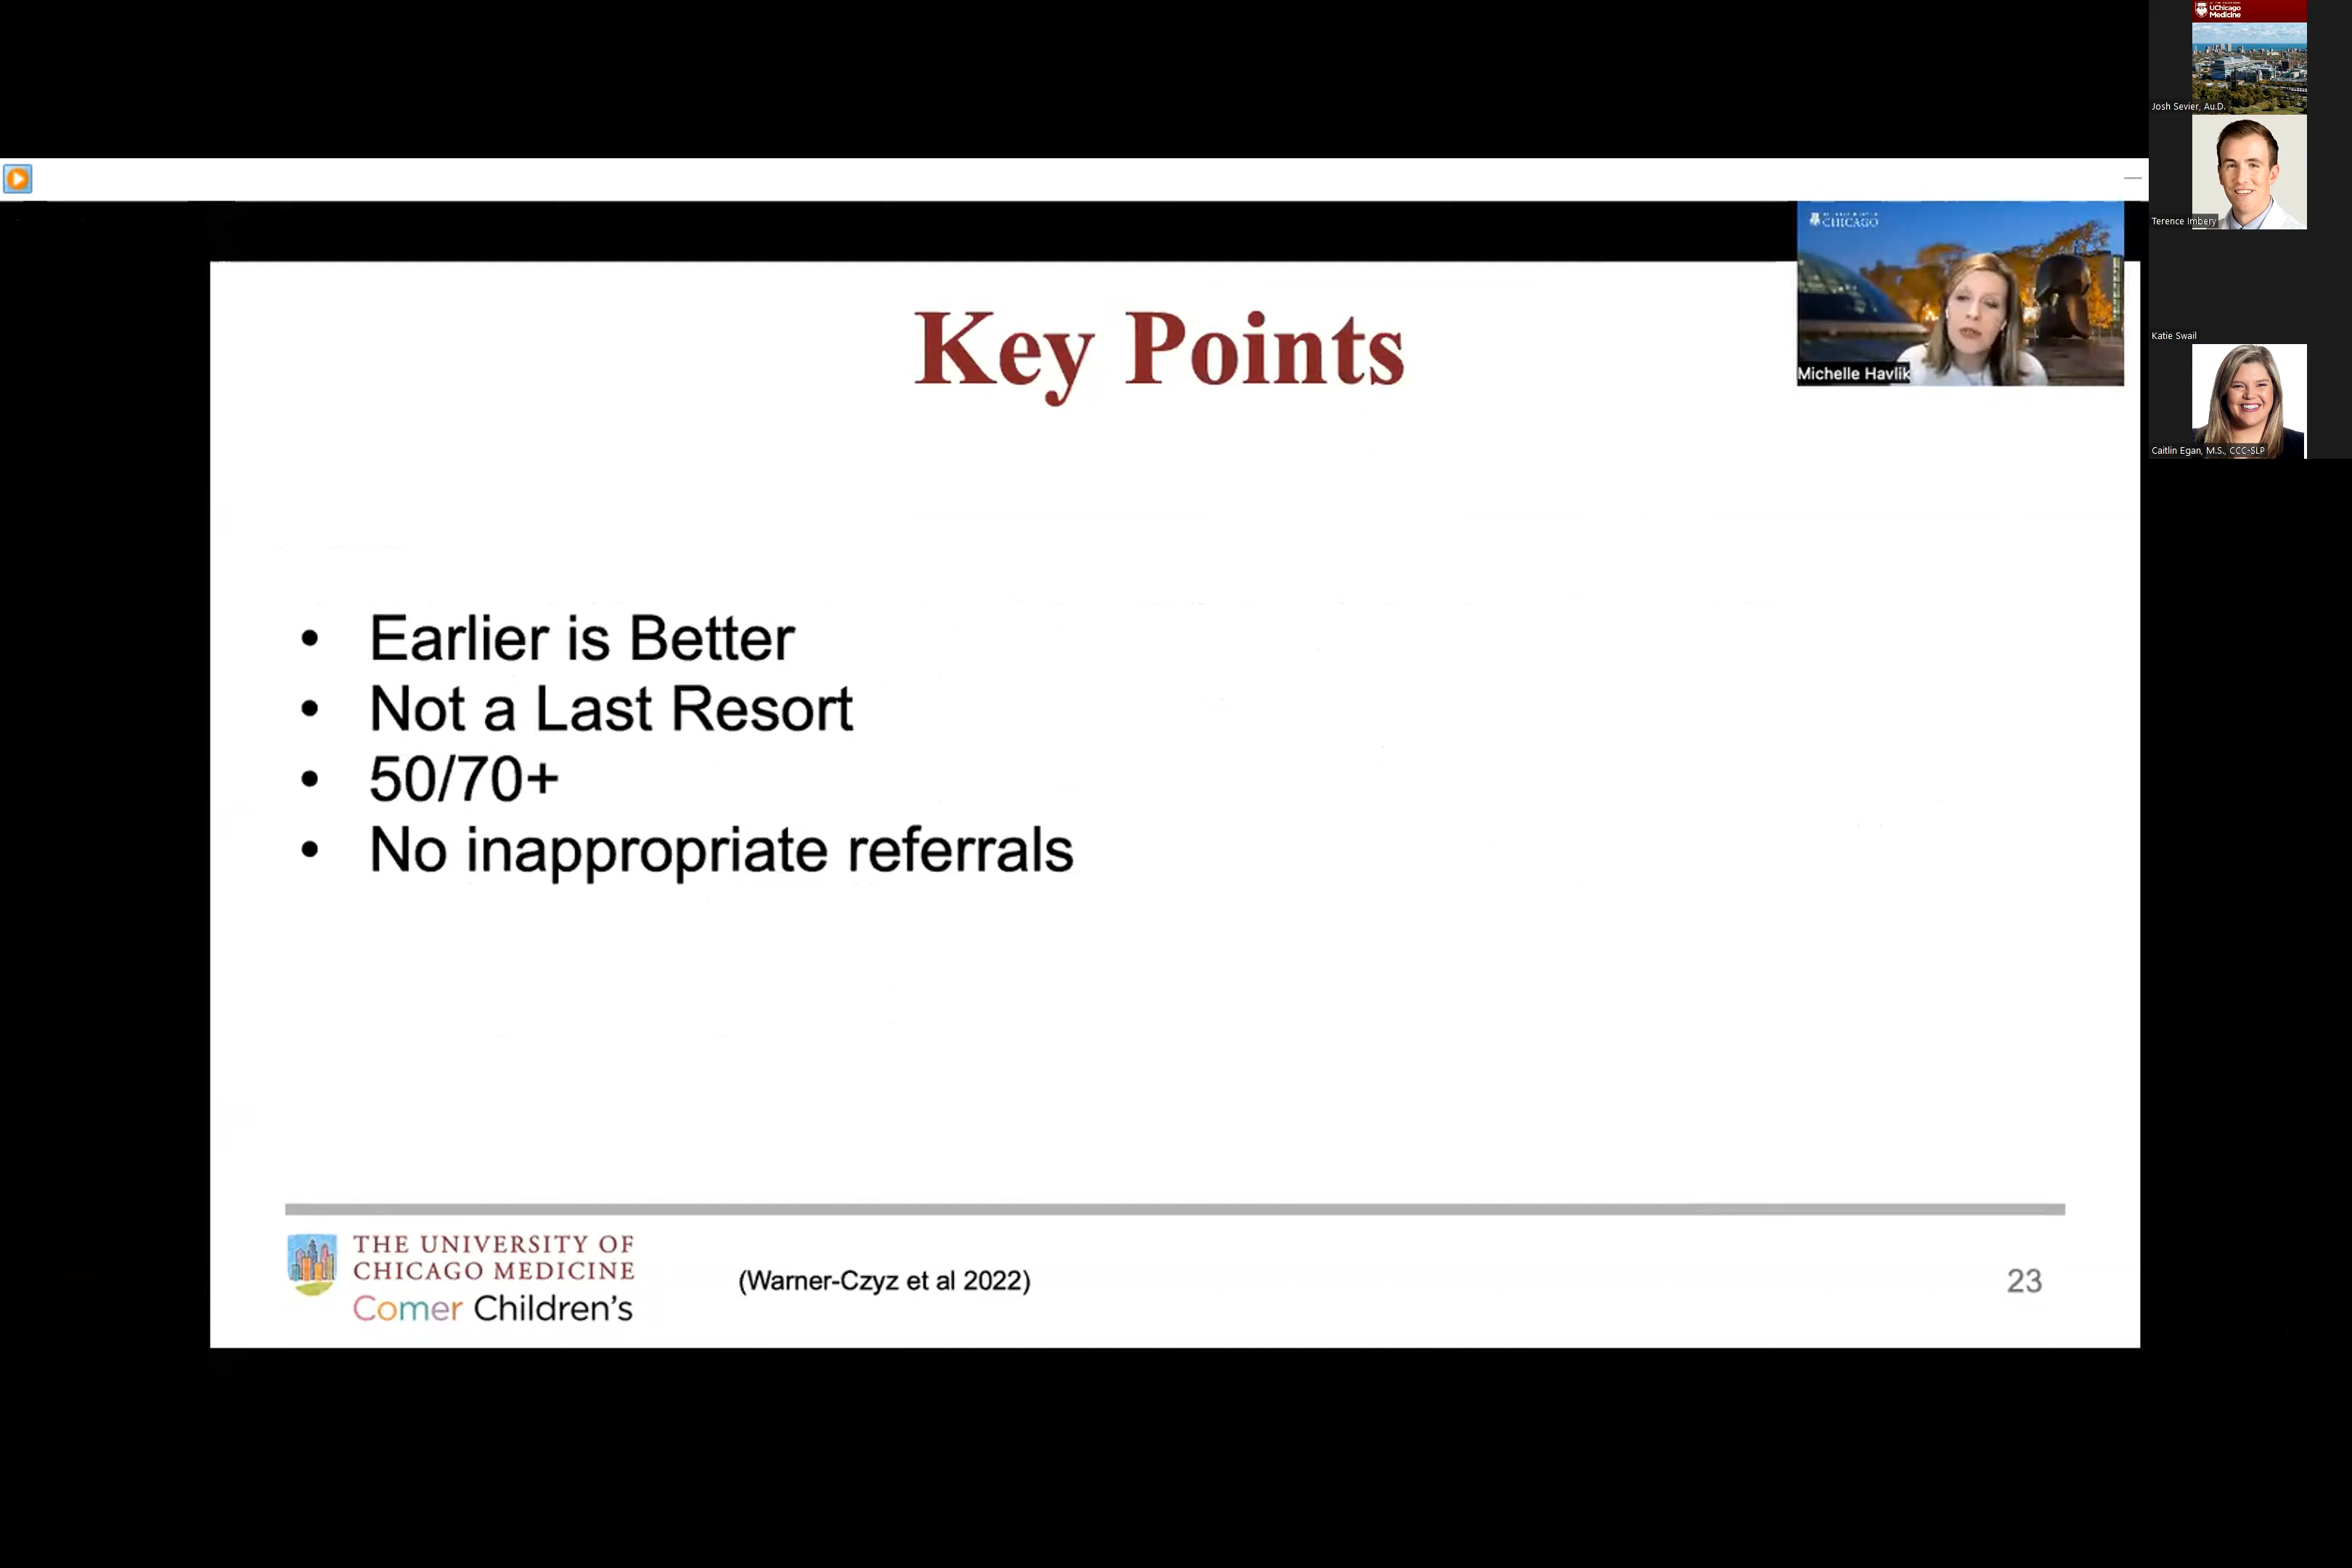 UChicago
Medicine
Josh Sevier, Au.D.
Terence Imbery
Katie Swail
Caitlin Egan, M.S., CCC-SLP
CHICAGO
Michelle Havlik
Key Points
• Earlier is Better
• Not a Last Resort
• 50/70+
• No inappropriate referrals
THE UNIVERSITY OF
CHICAGO MEDICINE
Comer Children's
(Warner-Czyz et al 2022)
23